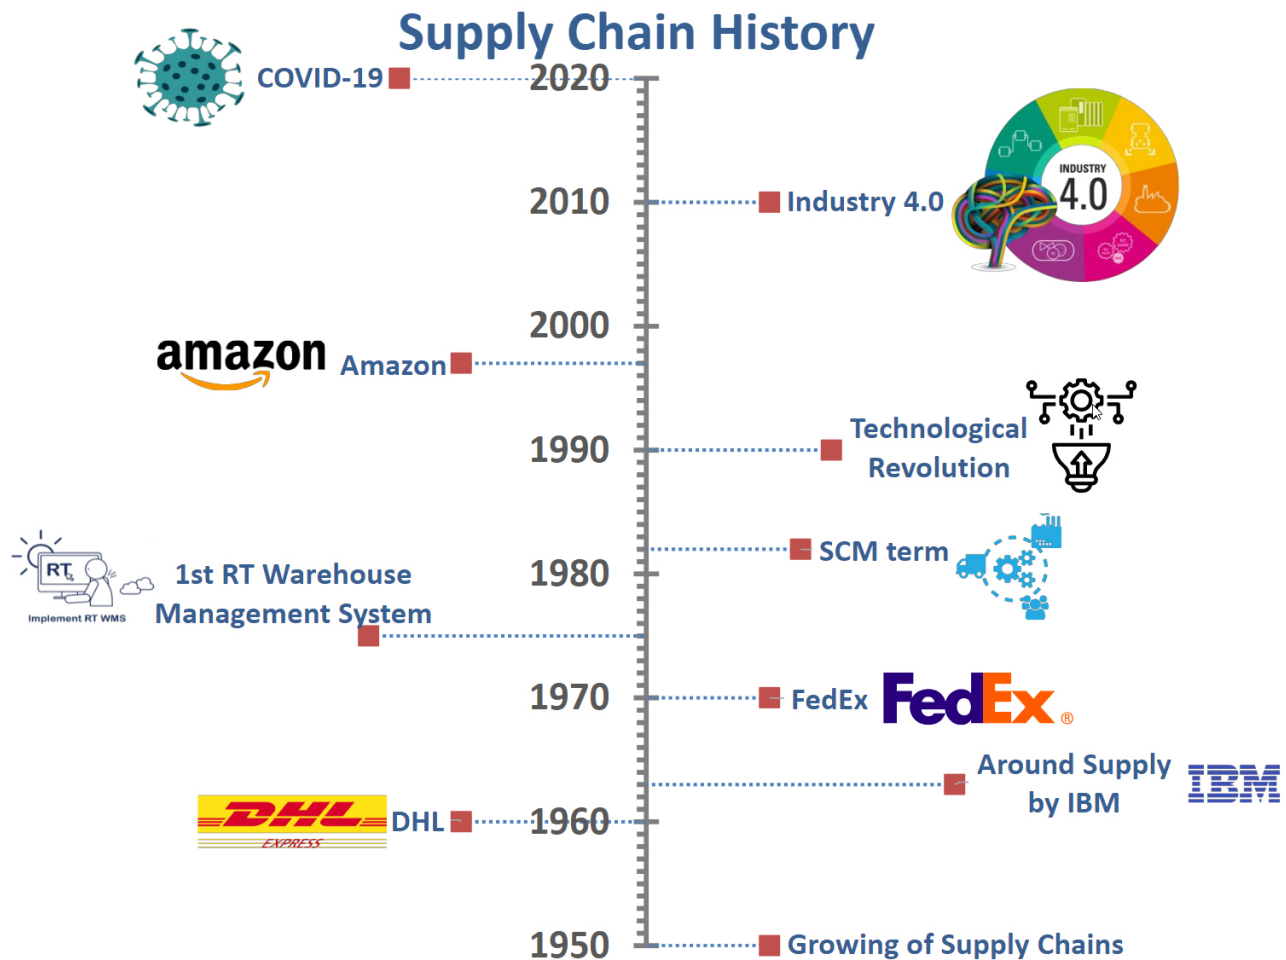 Supply Chain History
COVID-19
2020
INDUSTRY
4.0
2010
Industry 4.0
2000
amazon
Amazon
1990
Technological
Revolution
SCM term
1980
RT
Implement RT WMS
1st RT Warehouse
Management System
1970
FedEx
FedEx®
Around Supply
by IBM
IBM
DHL
EXPRESS
DHL
1960
1950
Growing of Supply Chains